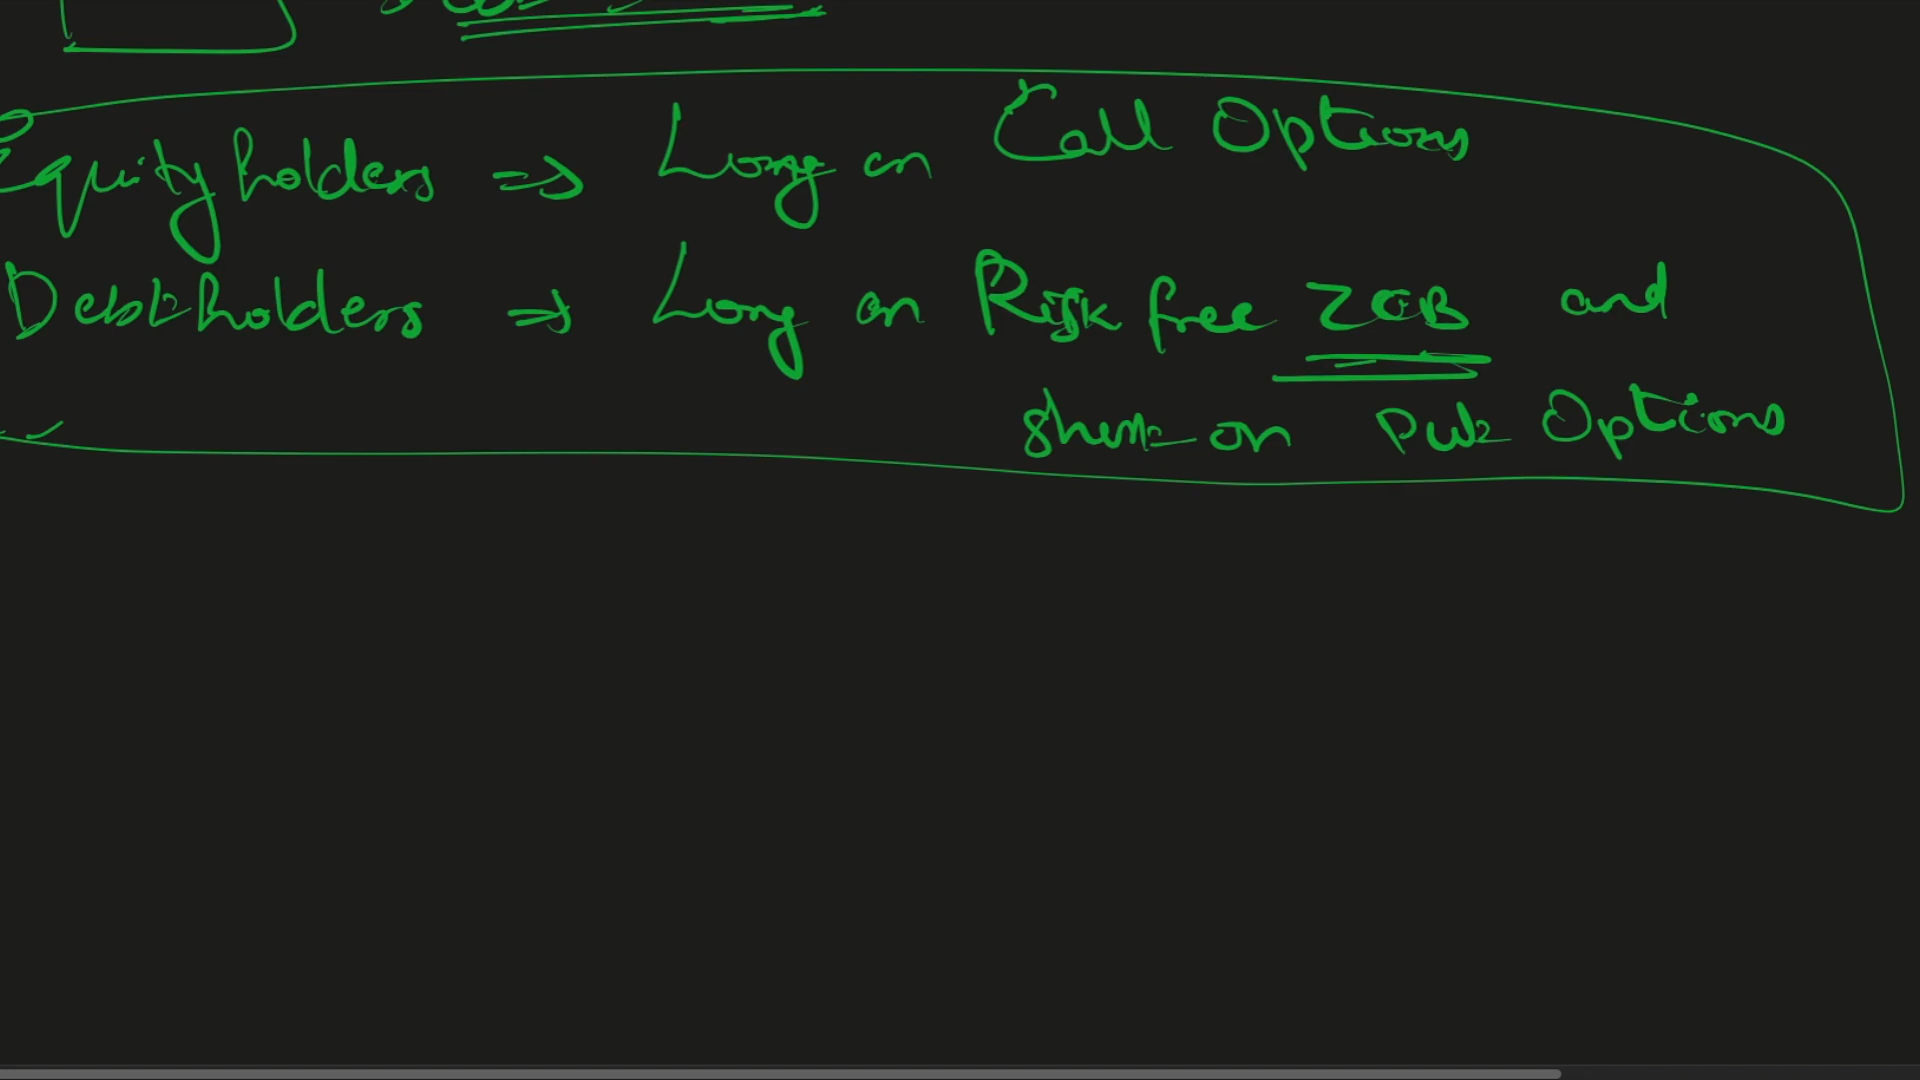 Equity holders => Long on Call Options
Debtholders => Long on Risk free ZCB and
short on Put Options